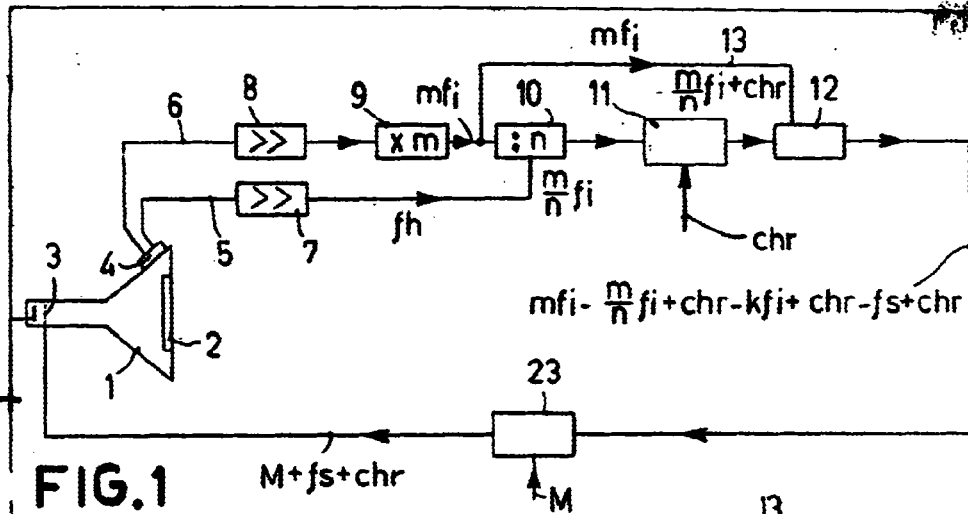 mfi
13
8
9
mfi
10
m/n fi+chr
12
6
11
>>
x m
: n
>>
m/n fi
5
fh
7
chr
4
3
mfi- m/n fi+chr-kfi+ chr-fs+chr
2
1
23
M+fs+chr
M
FIG.1
13